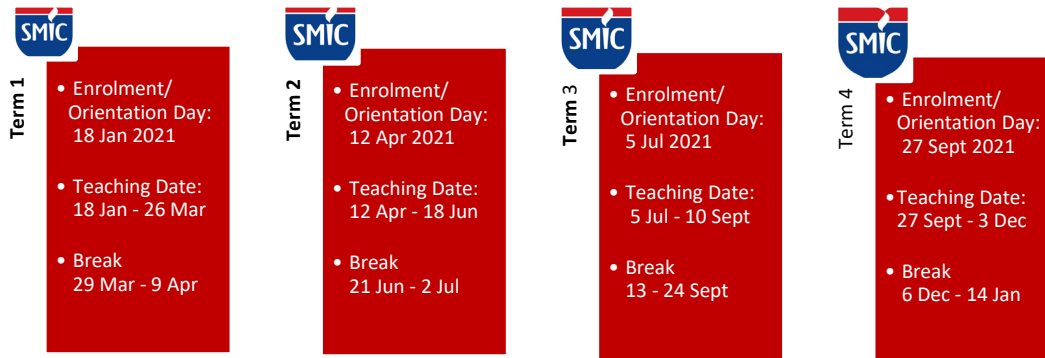 SMIC
Term 1
• Enrolment/
Orientation Day:
18 Jan 2021
• Teaching Date:
18 Jan - 26 Mar
• Break
29 Mar - 9 Apr
SMIC
Term 2
• Enrolment/
Orientation Day:
12 Apr 2021
• Teaching Date:
12 Apr - 18 Jun
• Break
21 Jun - 2 Jul
SMIC
Term 3
• Enrolment/
Orientation Day:
5 Jul 2021
• Teaching Date:
5 Jul - 10 Sept
• Break
13 - 24 Sept
SMIC
Term 4
• Enrolment/
Orientation Day:
27 Sept 2021
•Teaching Date:
27 Sept - 3 Dec
• Break
6 Dec - 14 Jan